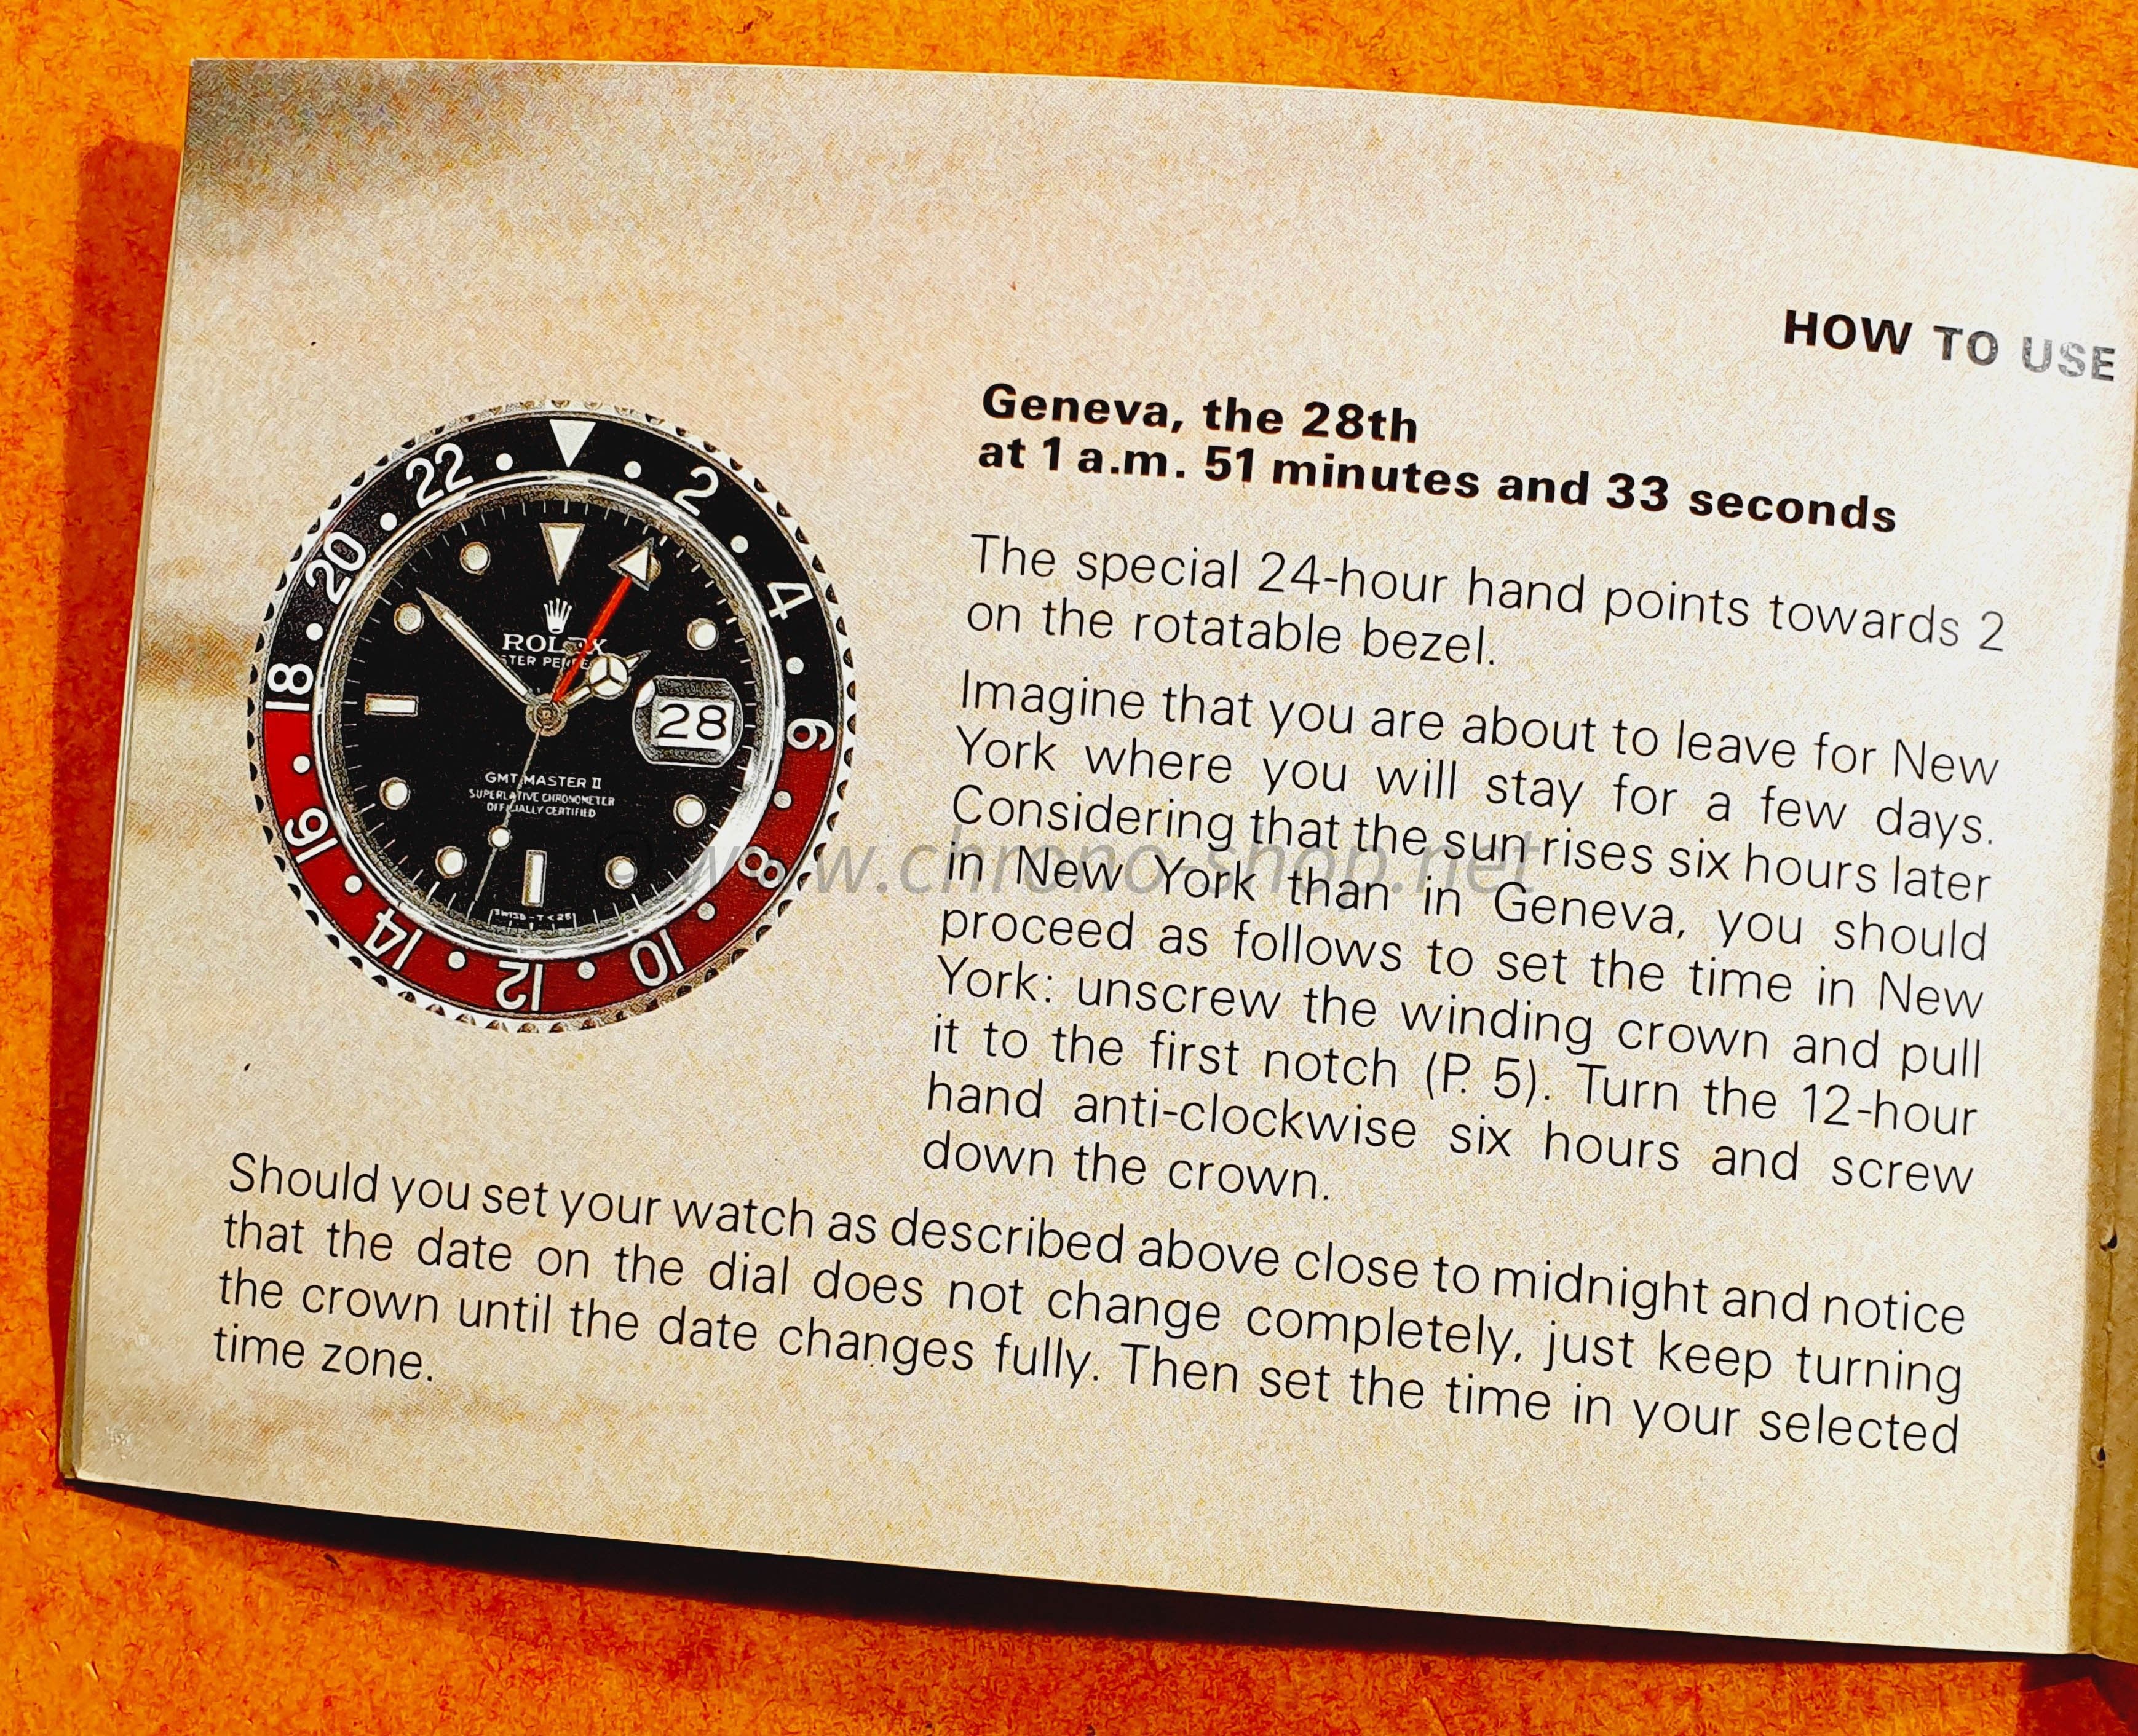 HOW TO USE
22
2
20
4
18
6
16
8
14
10
12
ROLEX
28
GMT-MASTER II
SUPERLATIVE CHRONOMETER
OFFICIALLY CERTIFIED
SWISS - T < 25
Geneva, the 28th
at 1 a.m. 51 minutes and 33 seconds
The special 24-hour hand points towards 2
on the rotatable bezel.
Imagine that you are about to leave for New
York where you will stay for a few days.
Considering that the sun rises six hours later
in New York than in Geneva, you should
proceed as follows to set the time in New
York: unscrew the winding crown and pull
it to the first notch (P. 5). Turn the 12-hour
hand anti-clockwise six hours and screw
down the crown.
Should you set your watch as described above close to midnight and notice
that the date on the dial does not change completely, just keep turning
the crown until the date changes fully. Then set the time in your selected
time zone.
© www.chrono-shop.net